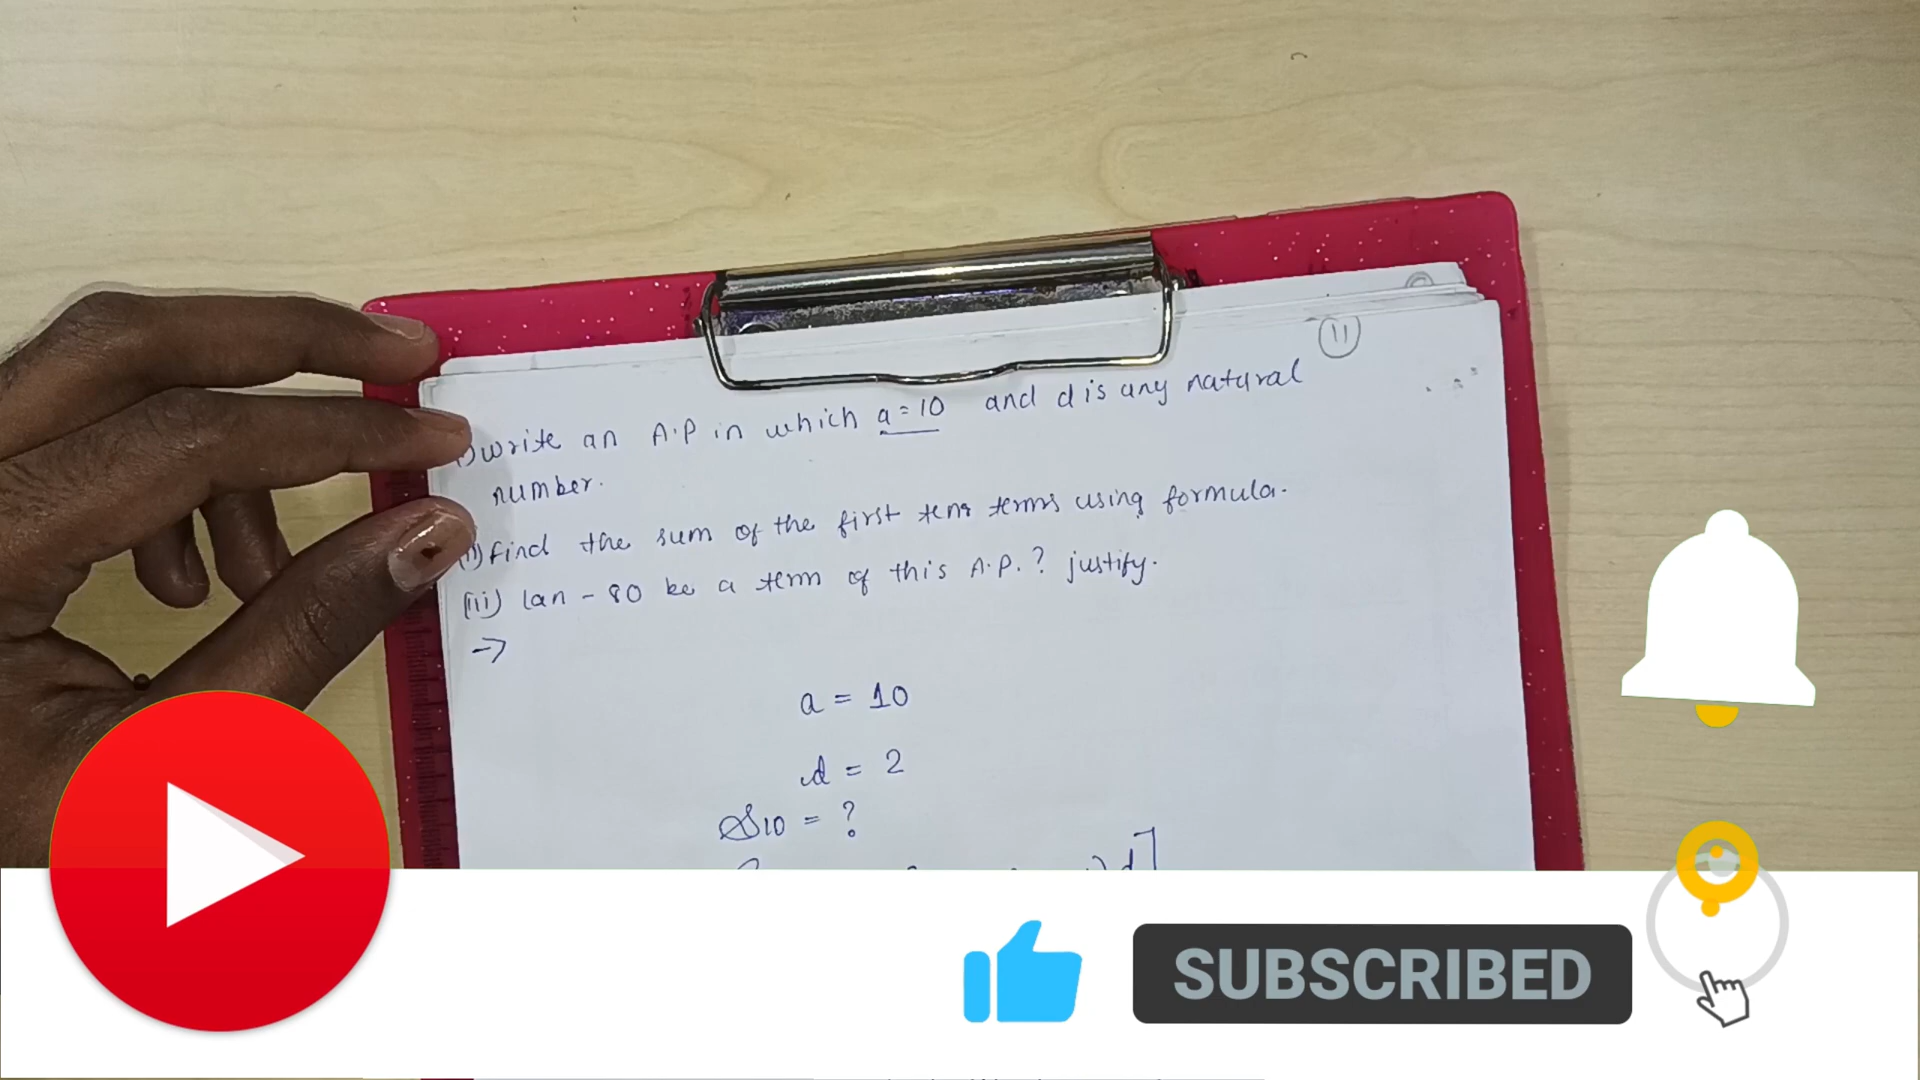 (11)
i) write an A.P in which a = 10 and d is any natural
number.
(ii) find the sum of the first tens terms using formula.
(iii) Can - 80 be a term of this A.P.? justify.
→
a = 10
d = 2
S10 = ?
d]
SUBSCRIBED